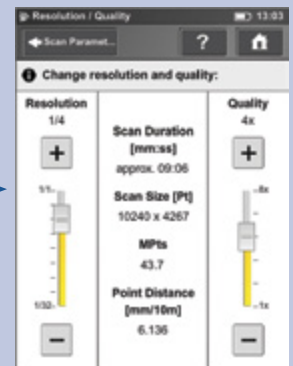 Resolution / Quality
13:03
Scan Paramet...
?
Change resolution and quality:
Resolution
1/4
+
1/1
1/32
−
Scan Duration
[mm:ss]
approx. 09:06
Scan Size [Pt]
10240 x 4267
MPts
43.7
Point Distance
[mm/10m]
6.136
Quality
4x
+
8x
1x
−